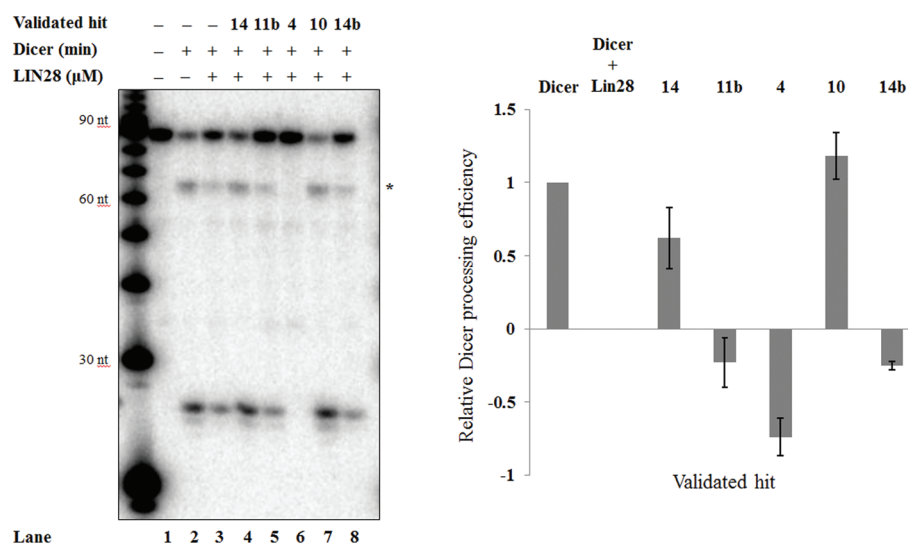 Validated hit – – – 14 11b 4 10 14b
Dicer (min) – + + + + + + +
LIN28 (µM) – – + + + + + +
90 nt
60 nt
30 nt
*
Lane 1 2 3 4 5 6 7 8
Dicer
Dicer
+
Lin28
14
11b
4
10
14b
Relative Dicer processing efficiency
1.5
1
0.5
0
-0.5
-1
Validated hit